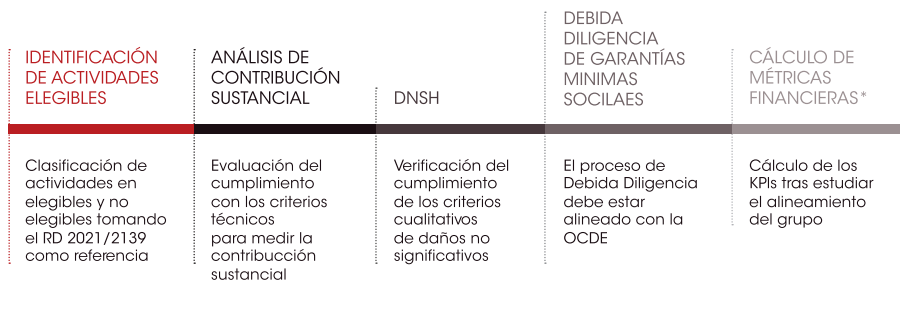 IDENTIFICACIÓN
DE ACTIVIDADES
ELEGIBLES
Clasificación de
actividades en
elegibles y no
elegibles tomando
el RD 2021/2139
como referencia
ANÁLISIS DE
CONTRIBUCIÓN
SUSTANCIAL
Evaluación del
cumplimiento
con los criterios
técnicos
para medir la
contribucción
sustancial
DNSH
Verificación del
cumplimiento
de los criterios
cualitativos
de daños no
significativos
DEBIDA
DILIGENCIA
DE GARANTÍAS
MINIMAS
SOCILAES
El proceso de
Debida Diligencia
debe estar
alineado con la
OCDE
CÁLCULO DE
MÉTRICAS
FINANCIERAS*
Cálculo de los
KPIs tras estudiar
el alineamiento
del grupo